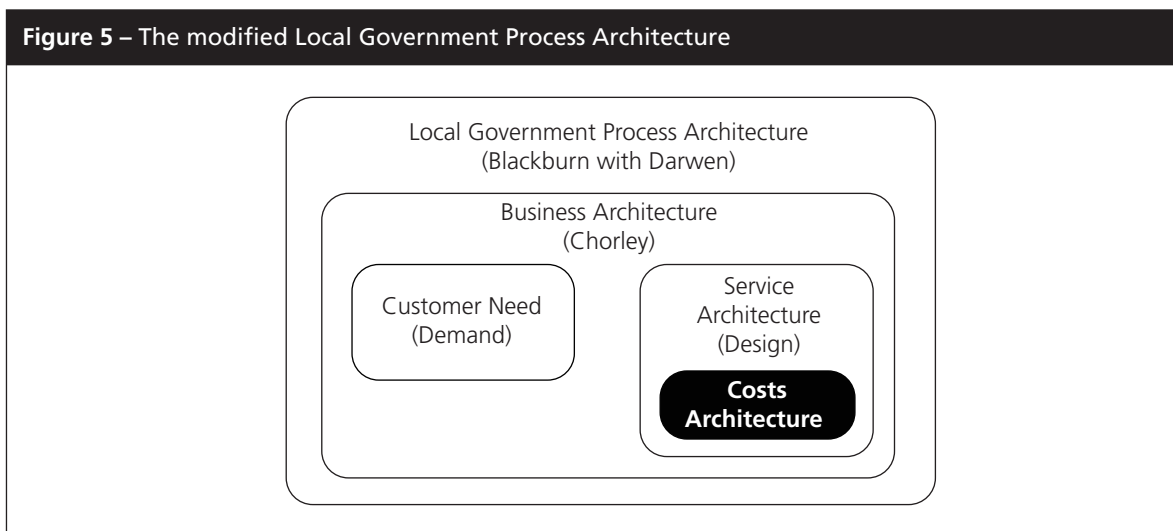 Figure 5 – The modified Local Government Process Architecture
Local Government Process Architecture
(Blackburn with Darwen)
Business Architecture
(Chorley)
Customer Need
(Demand)
Service
Architecture
(Design)
Costs
Architecture